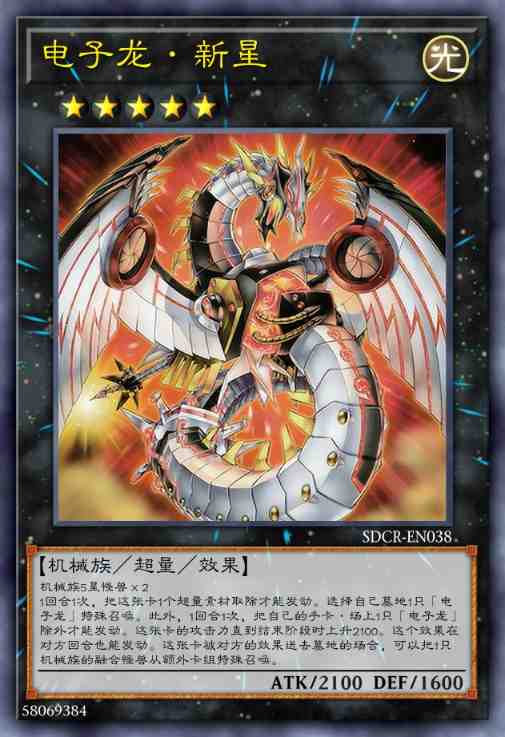 电子龙·新星
光
SDCR-EN038
【机械族／超量／效果】
机械族5星怪兽×2
1回合1次，把这张卡1个超量素材取除才能发动。选择自己墓地1只「电
子龙」特殊召唤。此外，1回合1次，把自己的手卡·场上1只「电子龙」
除外才能发动。这张卡的攻击力直到结束阶段时上升2100。这个效果在
对方回合也能发动。这张卡被对方的效果送去墓地的场合，可以把1只
机械族的融合怪兽从额外卡组特殊召唤。
ATK/2100 DEF/1600
58069384